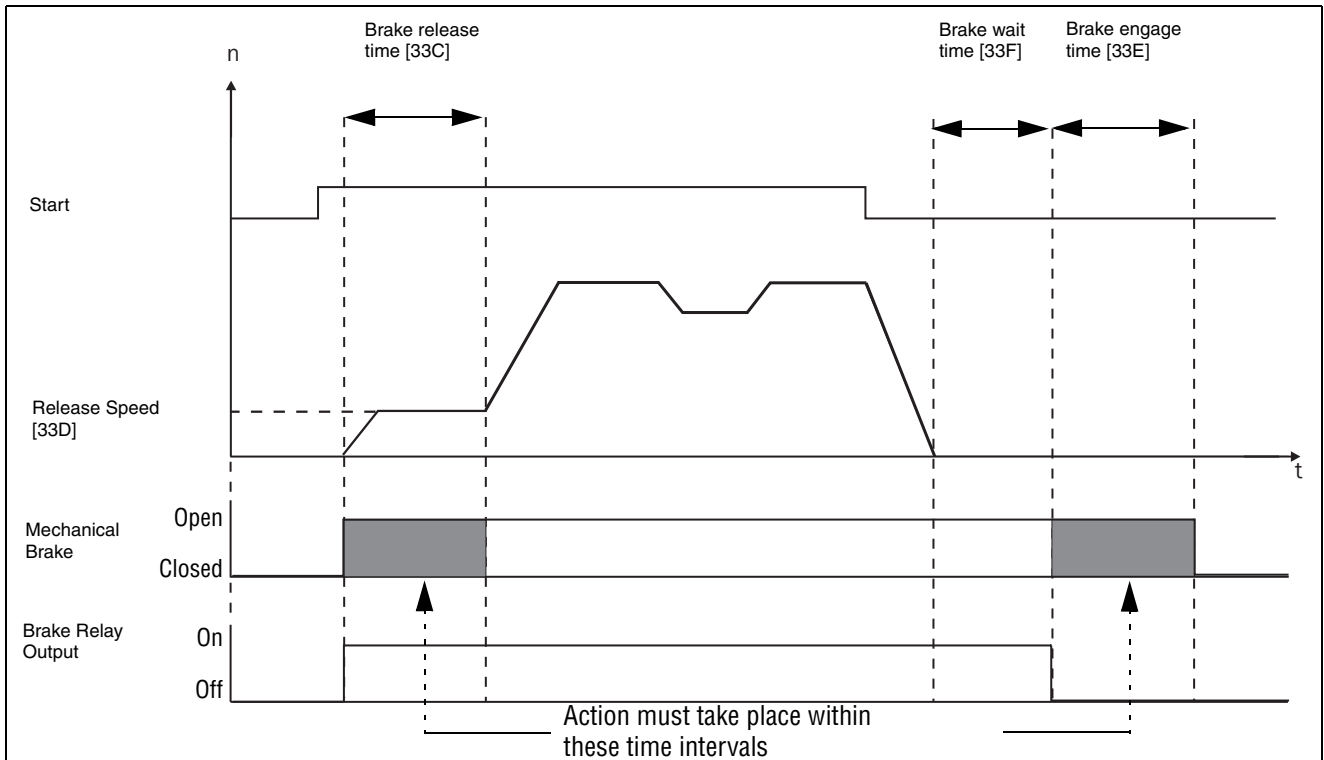 Brake release
time [33C]
Brake wait
time [33F]
Brake engage
time [33E]
n
Start
Release Speed
[33D]
t
Mechanical
Brake
Open
Closed
Brake Relay
Output
On
Off
Action must take place within
these time intervals